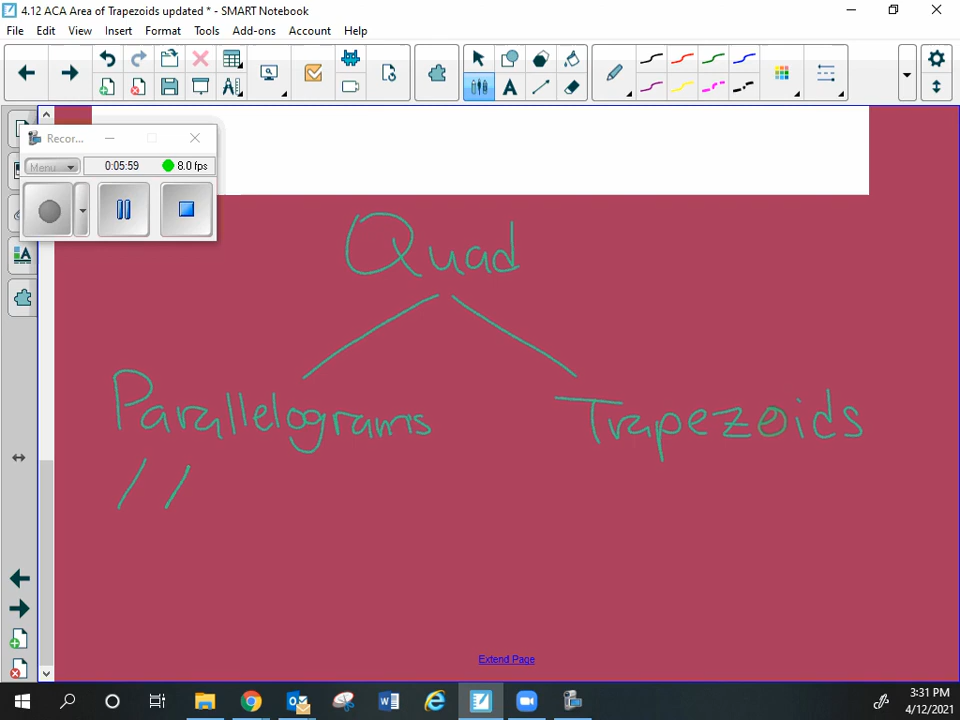 4.12 ACA Area of Trapezoids updated * - SMART Notebook
File Edit View Insert Format Tools Add-ons Account Help
Recor...
Menu 0:05:59 8.0 fps
Quad
Parallelograms Trapezoids
Extend Page
3:31 PM
4/12/2021